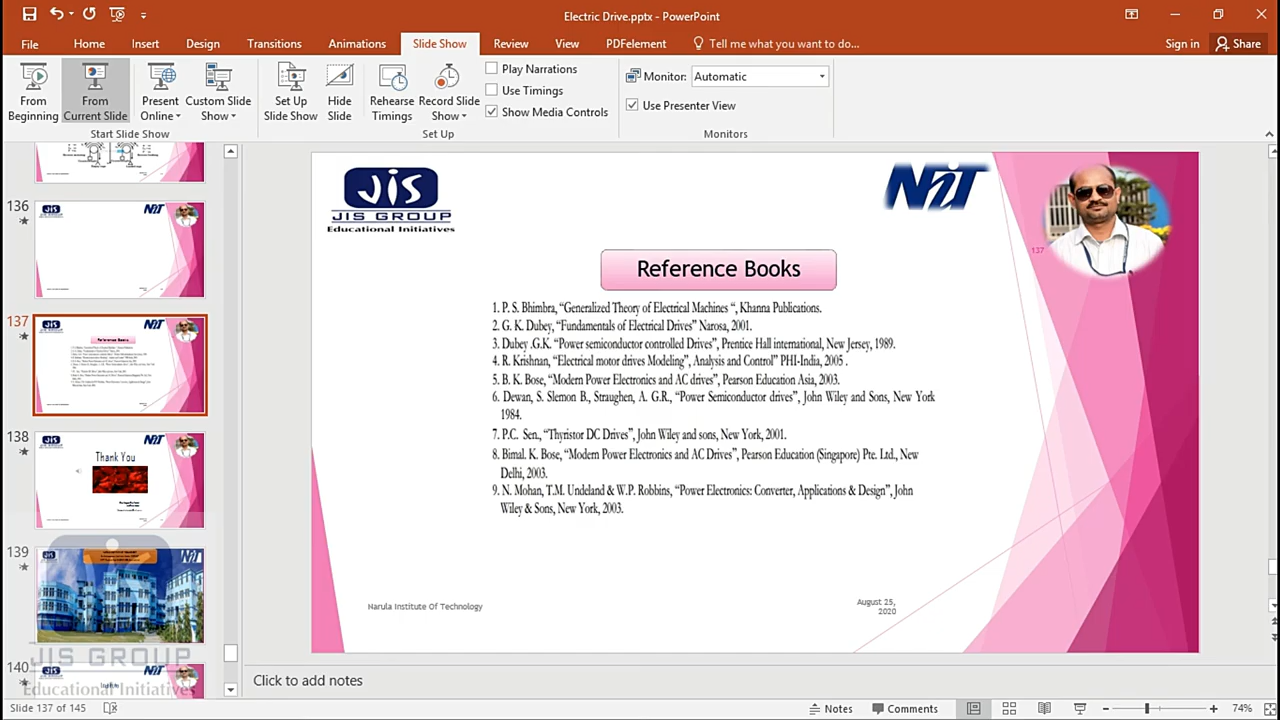 Electric Drive.pptx - PowerPoint
File Home Insert Design Transitions Animations Slide Show Review View PDFelement Tell me what you want to do... Sign in Share
From Beginning
From Current Slide
Present Online
Custom Slide Show
Set Up Slide Show
Hide Slide
Rehearse Timings
Record Slide Show
Play Narrations
Use Timings
Show Media Controls
Monitor: Automatic
Use Presenter View
Start Slide Show
Set Up
Monitors
136
137
Reference Books
138
Thank You
139
140
JIS GROUP
Educational Initiatives
JIS
JIS GROUP
Educational Initiatives
NiT
137
Reference Books
1. P. S. Bhimbra, “Generalized Theory of Electrical Machines “, Khanna Publications.
2. G. K. Dubey, “Fundamentals of Electrical Drives” Narosa, 2001.
3. Dubey .G.K. “Power semiconductor controlled Drives”, Prentice Hall international, New Jersey, 1989.
4. R. Krishnan, “Electrical motor drives Modeling”, Analysis and Control” PHI-India, 2005 .
5. B. K. Bose, “Modern Power Electronics and AC drives”, Pearson Education Asia, 2003.
6. Dewan, S. Slemon B., Straughen, A. G.R., “Power Semiconductor drives”, John Wiley and Sons, New York
1984.
7. P.C. Sen., “Thyristor DC Drives”, John Wiley and sons, New York, 2001.
8. Bimal. K. Bose, “Modern Power Electronics and AC Drives”, Pearson Education (Singapore) Pte. Ltd., New
Delhi, 2003.
9. N. Mohan, T.M. Undeland & W.P. Robbins, “Power Electronics: Converter, Applications & Design”, John
Wiley & Sons, New York, 2003.
Narula Institute Of Technology
August 25,
2020
Click to add notes
Slide 137 of 145
Notes
Comments
74%